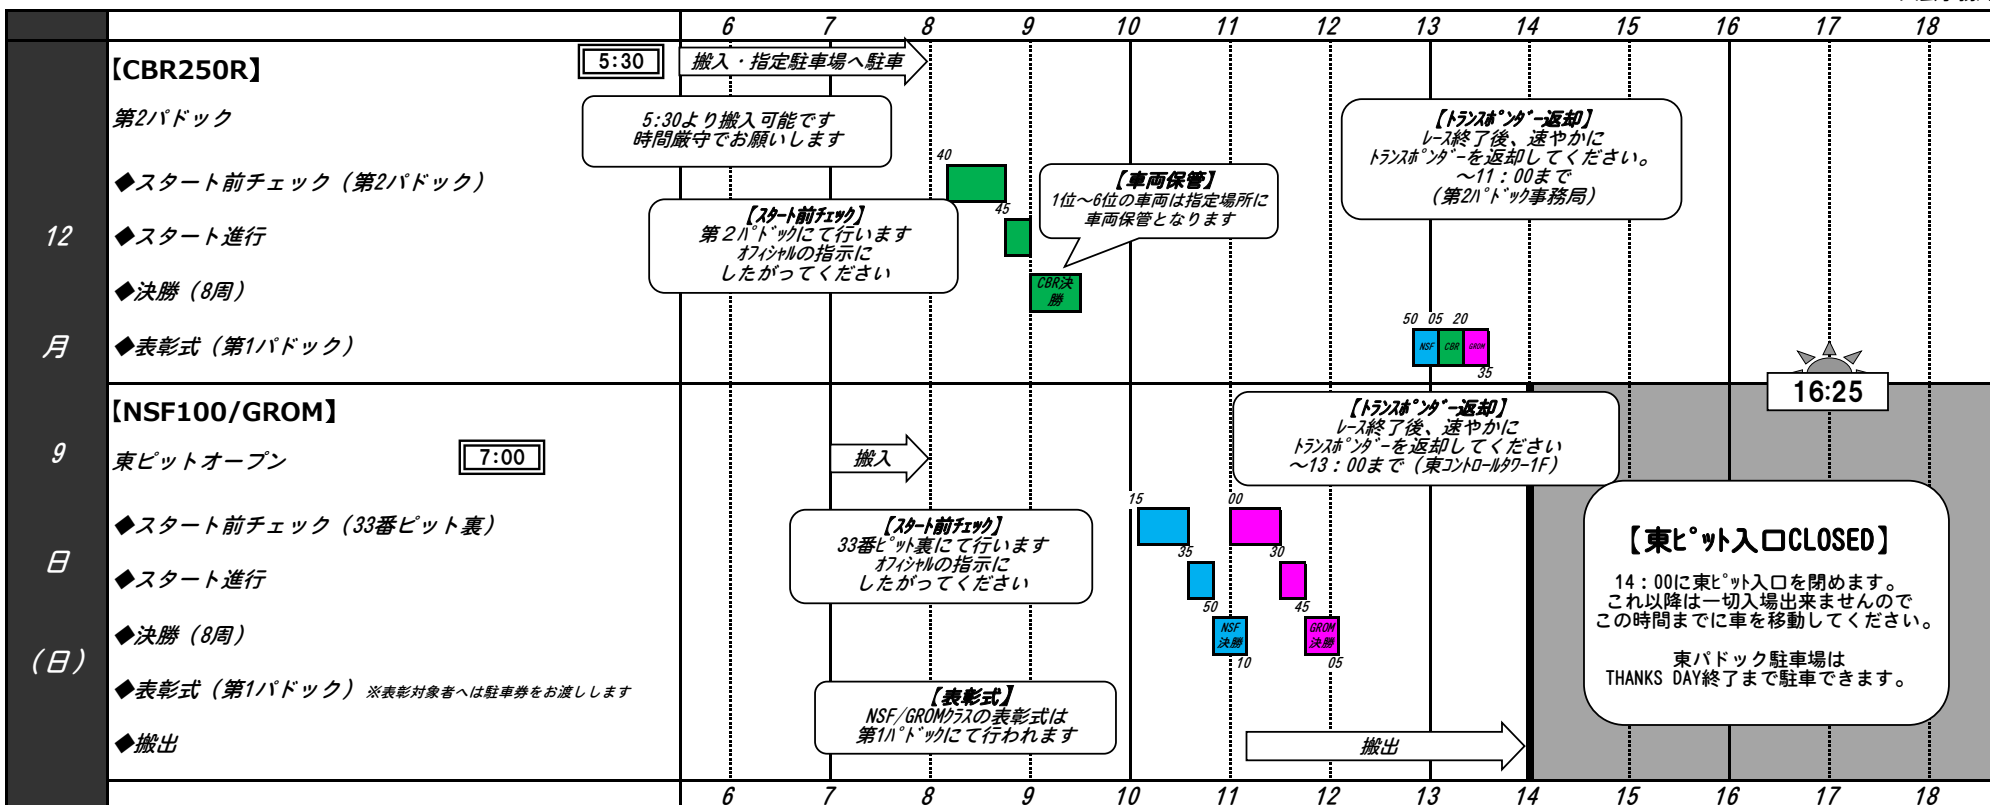 6 7 8 9 10 11 12 13 14 15 16 17 18
12
月
9
日
(日)
【CBR250R】
5:30
搬入・指定駐車場へ駐車
第2パドック
5:30より搬入可能です
時間厳守でお願いします
【トランスポンダー返却】
レース終了後、速やかに
トランスポンダーを返却してください。
～11：00まで
(第2パドック事務局)
◆スタート前チェック (第2パドック)
40
45
【車両保管】
1位～6位の車両は指定場所に
車両保管となります
【スタート前チェック】
第２パドックにて行います
オフィシャルの指示に
したがってください
◆スタート進行
◆決勝 (8周)
CBR決
勝
◆表彰式 (第1パドック)
50 05 20
NSF CBR GROM
35
16:25
【NSF100/GROM】
東ピットオープン
7:00
搬入
【トランスポンダー返却】
レース終了後、速やかに
トランスポンダーを返却してください
～13：00まで (東コントロールタワー1F)
◆スタート前チェック (33番ピット裏)
15 00
35 30
【スタート前チェック】
33番ピット裏にて行います
オフィシャルの指示に
したがってください
◆スタート進行
50 45
◆決勝 (8周)
NSF
決勝
10
GROM
決勝
05
◆表彰式 (第1パドック) ※表彰対象者へは駐車券をお渡しします
【表彰式】
NSF/GROMクラスの表彰式は
第1パドックにて行われます
◆搬出
搬出
【東ピット入口CLOSED】
14：00に東ピット入口を閉めます。
これ以降は一切入場出来ませんので
この時間までに車を移動してください。
東パドック駐車場は
THANKS DAY終了まで駐車できます。
6 7 8 9 10 11 12 13 14 15 16 17 18